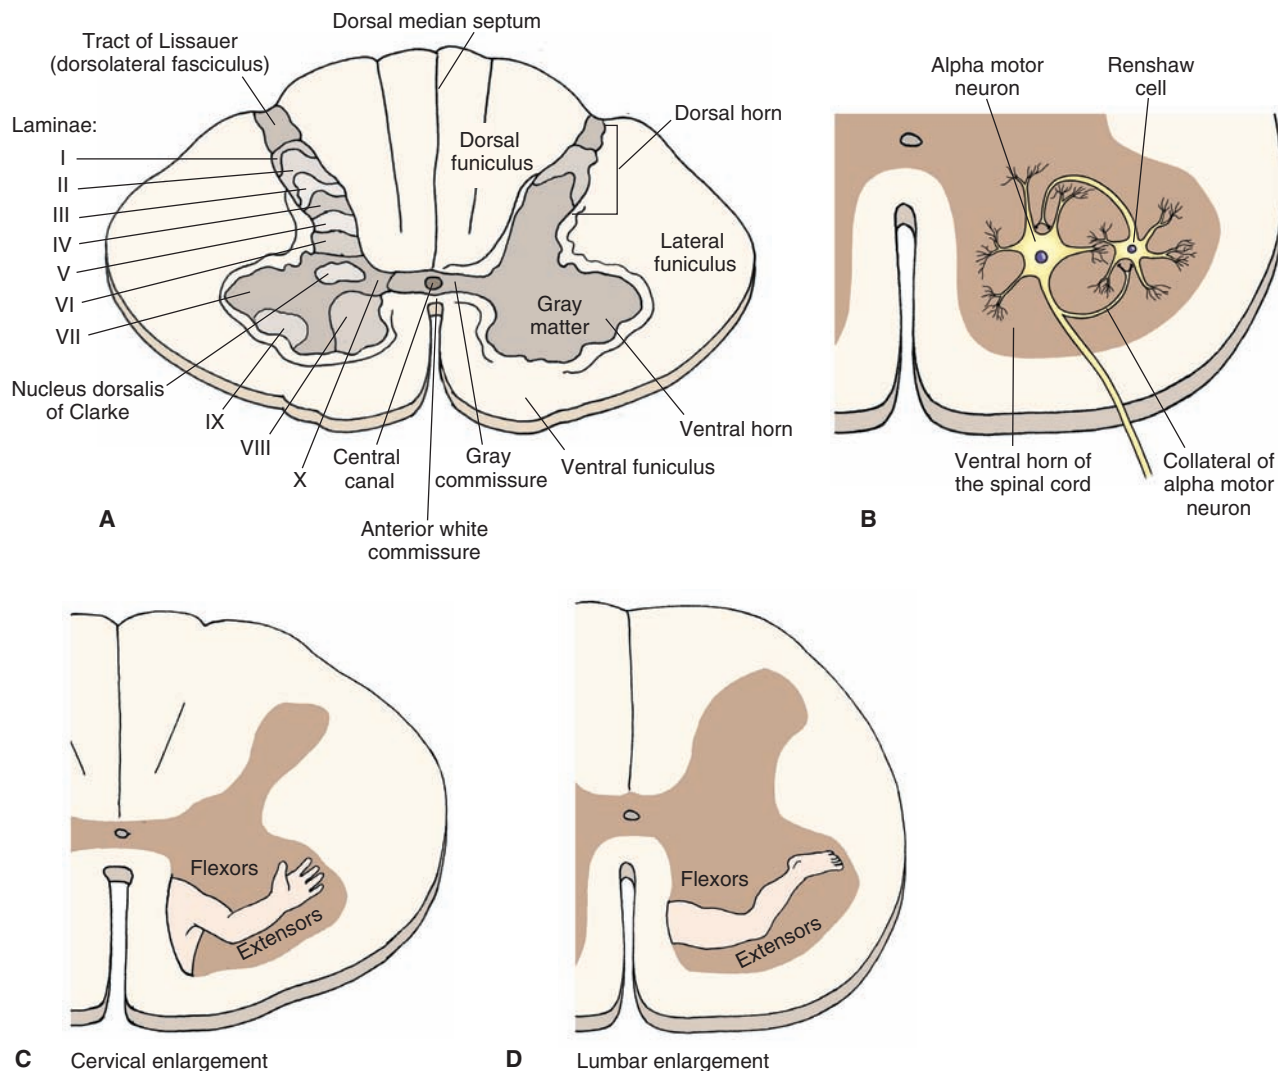 Dorsal median septum
Tract of Lissauer
(dorsolateral fasciculus)
Laminae:
I
II
III
IV
V
VI
VII
Nucleus dorsalis
of Clarke
IX
VIII
X
Central
canal
Gray
commissure
Anterior white
commissure
Ventral funiculus
Ventral horn
Gray
matter
Lateral
funiculus
Dorsal horn
Dorsal
funiculus
A
Alpha motor
neuron
Renshaw
cell
Ventral horn of
the spinal cord
Collateral of
alpha motor
neuron
B
Flexors
Extensors
C Cervical enlargement
Flexors
Extensors
D Lumbar enlargement